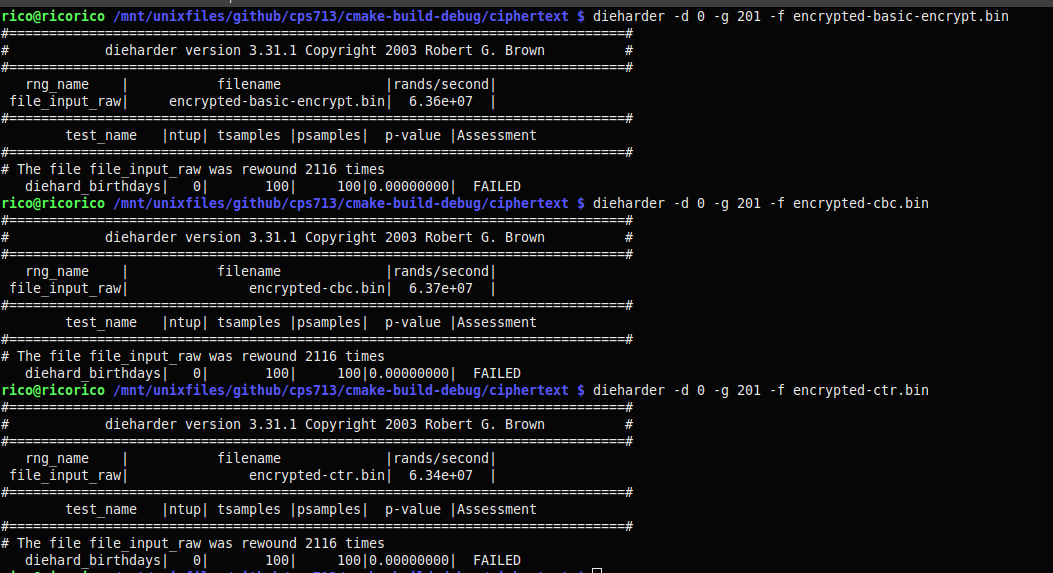 rico@ricorico /mnt/unixfiles/github/cps713/cmake-build-debug/ciphertext $ dieharder -d 0 -g 201 -f encrypted-basic-encrypt.bin
#=============================================================================#
#            dieharder version 3.31.1 Copyright 2003 Robert G. Brown          #
#=============================================================================#
   rng_name    |           filename             |rands/second|
 file_input_raw|     encrypted-basic-encrypt.bin|  6.36e+07  |
#=============================================================================#
        test_name   |ntup| tsamples |psamples|  p-value |Assessment
#=============================================================================#
# The file file_input_raw was rewound 2116 times
   diehard_birthdays|   0|       100|     100|0.00000000|  FAILED
rico@ricorico /mnt/unixfiles/github/cps713/cmake-build-debug/ciphertext $ dieharder -d 0 -g 201 -f encrypted-cbc.bin
#=============================================================================#
#            dieharder version 3.31.1 Copyright 2003 Robert G. Brown          #
#=============================================================================#
   rng_name    |           filename             |rands/second|
 file_input_raw|               encrypted-cbc.bin|  6.37e+07  |
#=============================================================================#
        test_name   |ntup| tsamples |psamples|  p-value |Assessment
#=============================================================================#
# The file file_input_raw was rewound 2116 times
   diehard_birthdays|   0|       100|     100|0.00000000|  FAILED
rico@ricorico /mnt/unixfiles/github/cps713/cmake-build-debug/ciphertext $ dieharder -d 0 -g 201 -f encrypted-ctr.bin
#=============================================================================#
#            dieharder version 3.31.1 Copyright 2003 Robert G. Brown          #
#=============================================================================#
   rng_name    |           filename             |rands/second|
 file_input_raw|               encrypted-ctr.bin|  6.34e+07  |
#=============================================================================#
        test_name   |ntup| tsamples |psamples|  p-value |Assessment
#=============================================================================#
# The file file_input_raw was rewound 2116 times
   diehard_birthdays|   0|       100|     100|0.00000000|  FAILED